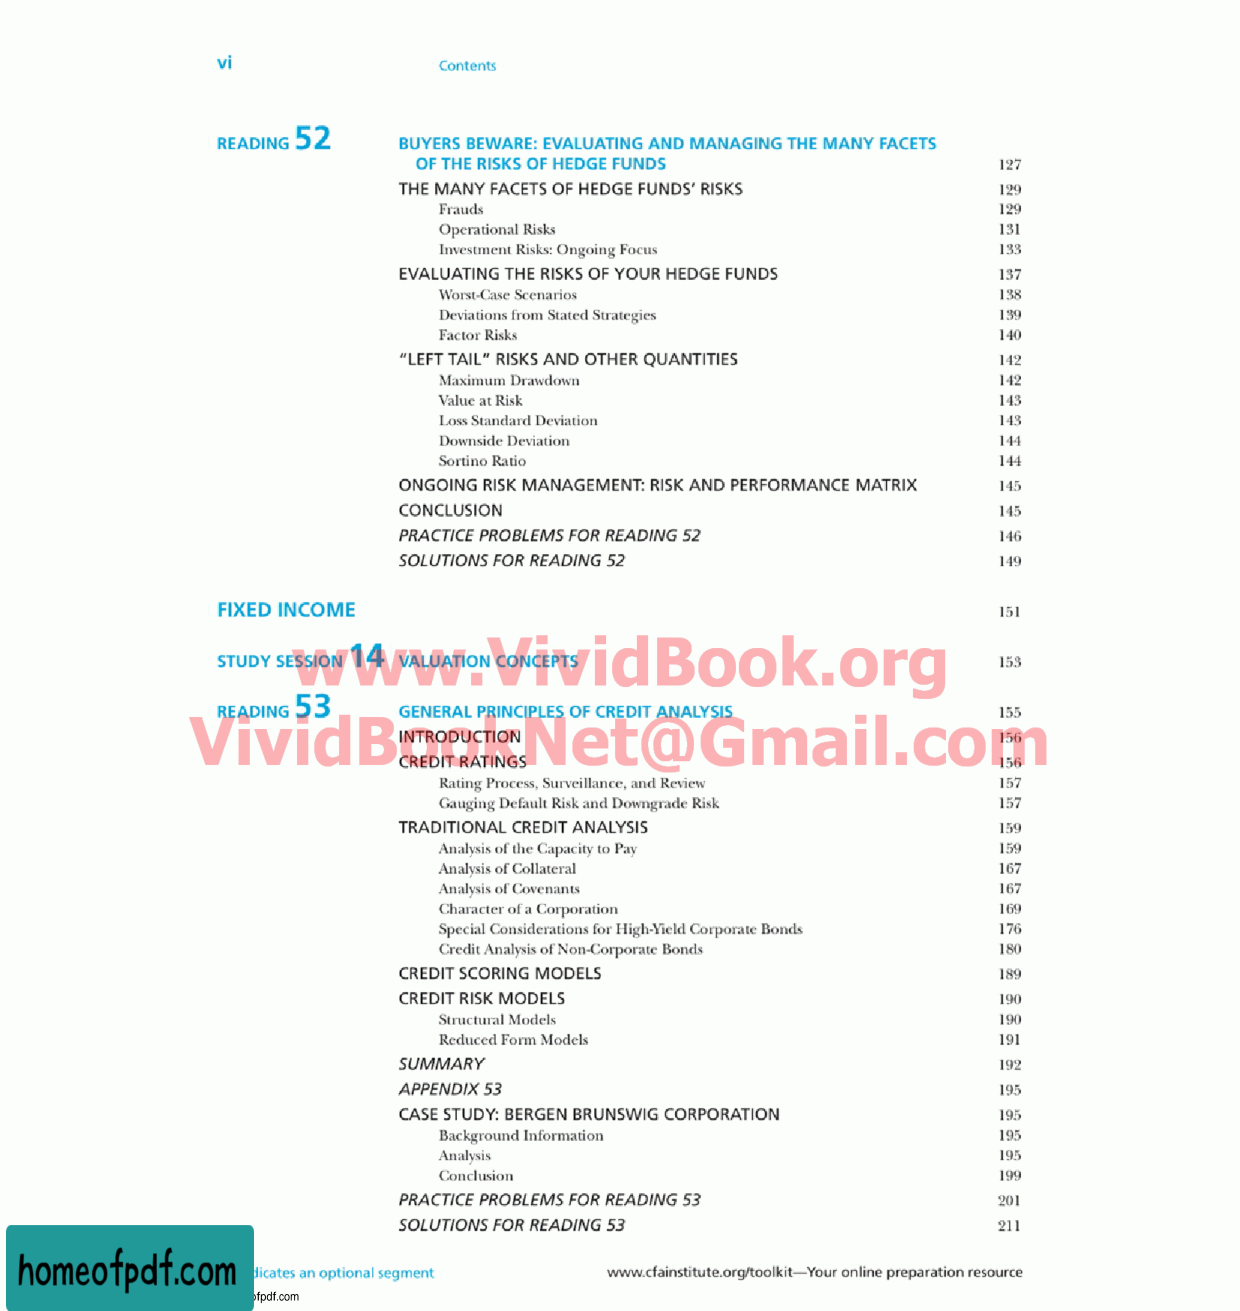 vi Contents
READING 52 BUYERS BEWARE: EVALUATING AND MANAGING THE MANY FACETS
OF THE RISKS OF HEDGE FUNDS 127
THE MANY FACETS OF HEDGE FUNDS' RISKS 129
Frauds 129
Operational Risks 131
Investment Risks: Ongoing Focus 133
EVALUATING THE RISKS OF YOUR HEDGE FUNDS 137
Worst-Case Scenarios 138
Deviations from Stated Strategies 139
Factor Risks 140
“LEFT TAIL” RISKS AND OTHER QUANTITIES 142
Maximum Drawdown 142
Value at Risk 143
Loss Standard Deviation 143
Downside Deviation 144
Sortino Ratio 144
ONGOING RISK MANAGEMENT: RISK AND PERFORMANCE MATRIX 145
CONCLUSION 145
PRACTICE PROBLEMS FOR READING 52 146
SOLUTIONS FOR READING 52 149
FIXED INCOME 151
STUDY SESSION 14 VALUATION CONCEPTS 153
www.VividBook.org
READING 53 GENERAL PRINCIPLES OF CREDIT ANALYSIS 155
INTRODUCTION 156
VividBookNet@Gmail.com
CREDIT RATINGS 156
Rating Process, Surveillance, and Review 157
Gauging Default Risk and Downgrade Risk 157
TRADITIONAL CREDIT ANALYSIS 159
Analysis of the Capacity to Pay 159
Analysis of Collateral 167
Analysis of Covenants 167
Character of a Corporation 169
Special Considerations for High-Yield Corporate Bonds 176
Credit Analysis of Non-Corporate Bonds 180
CREDIT SCORING MODELS 189
CREDIT RISK MODELS 190
Structural Models 190
Reduced Form Models 191
SUMMARY 192
APPENDIX 53 195
CASE STUDY: BERGEN BRUNSWIG CORPORATION 195
Background Information 195
Analysis 195
Conclusion 199
PRACTICE PROBLEMS FOR READING 53 201
SOLUTIONS FOR READING 53 211
homeofpdf.com
dicates an optional segment www.cfainstitute.org/toolkit—Your online preparation resource
ofpdf.com